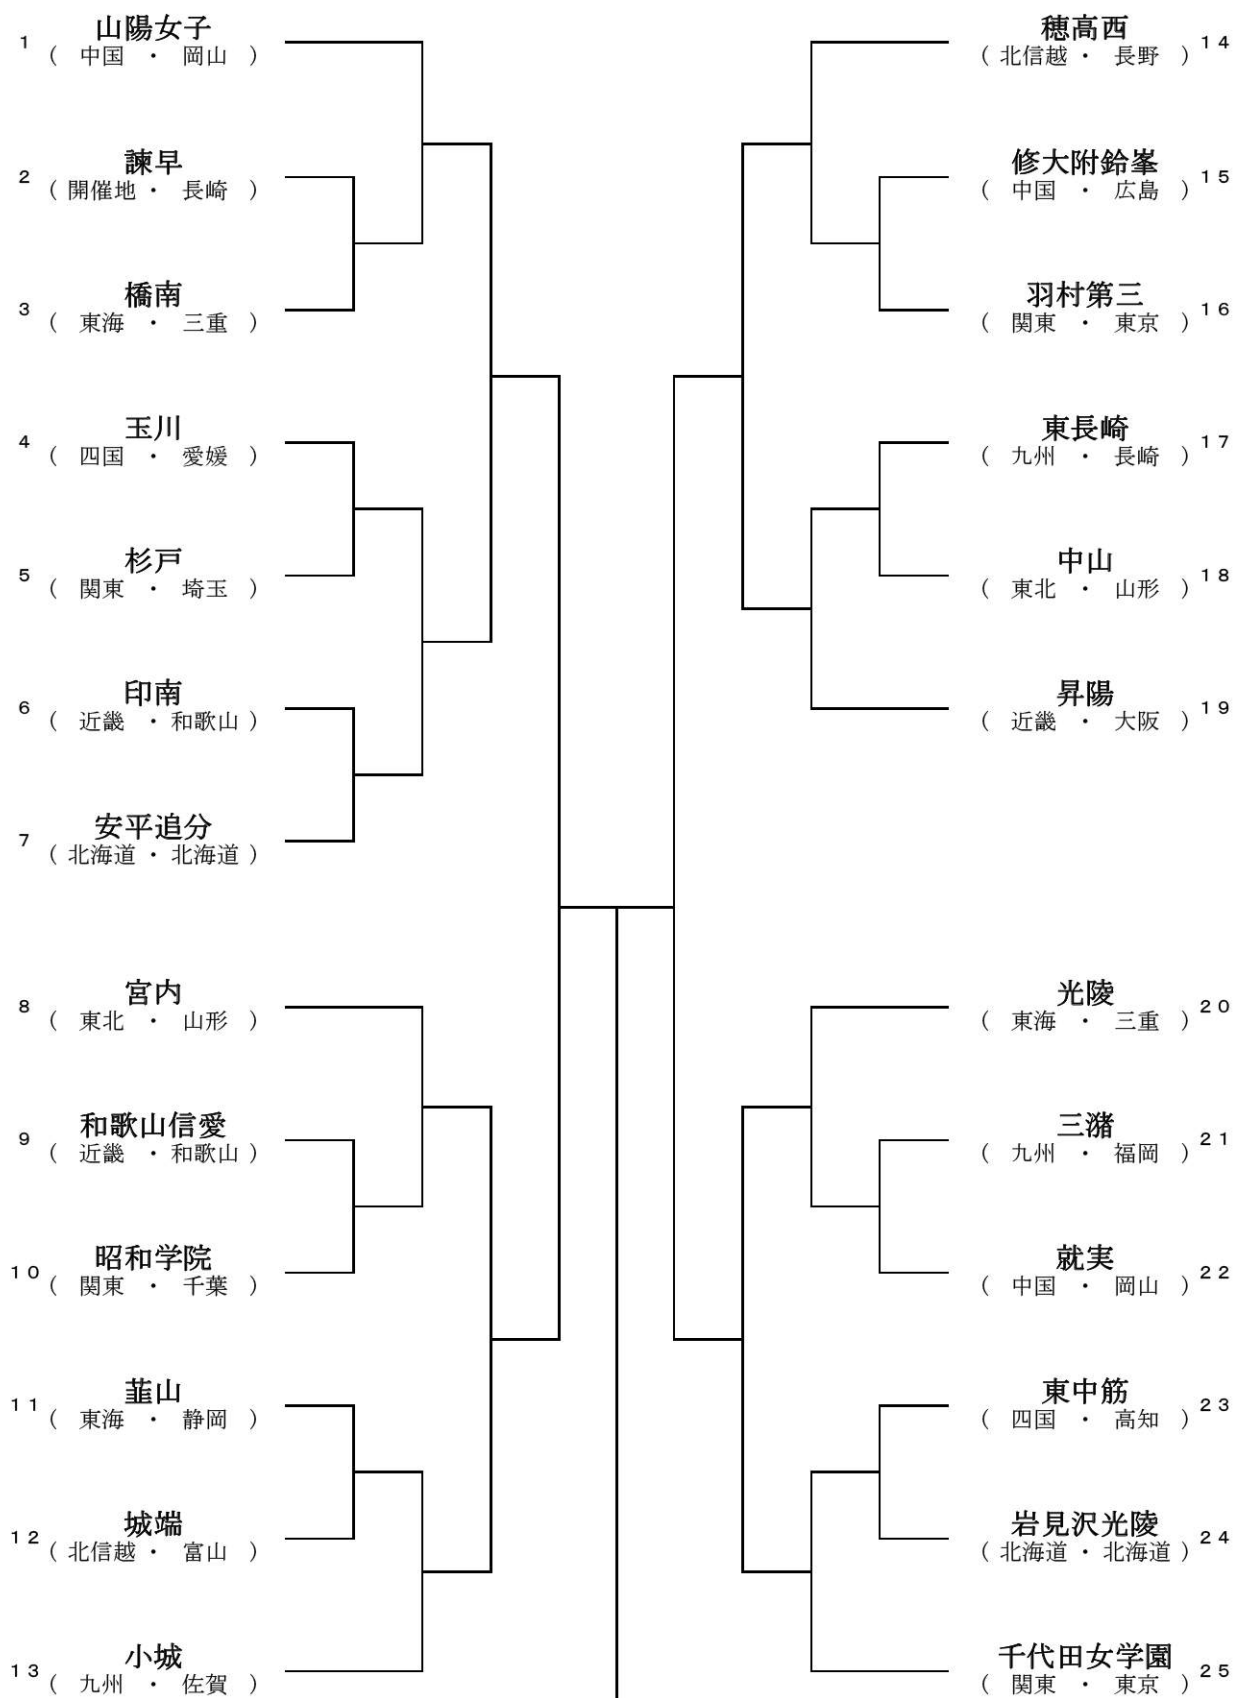 1 山陽女子
( 中国 ・ 岡山 )
2 諫早
( 開催地 ・ 長崎 )
3 橋南
( 東海 ・ 三重 )
4 玉川
( 四国 ・ 愛媛 )
5 杉戸
( 関東 ・ 埼玉 )
6 印南
( 近畿 ・ 和歌山 )
7 安平追分
( 北海道 ・ 北海道 )
8 宮内
( 東北 ・ 山形 )
9 和歌山信愛
( 近畿 ・ 和歌山 )
10 昭和学院
( 関東 ・ 千葉 )
11 韮山
( 東海 ・ 静岡 )
12 城端
( 北信越 ・ 富山 )
13 小城
( 九州 ・ 佐賀 )
穂高西 14
( 北信越 ・ 長野 )
修大附鈴峯 15
( 中国 ・ 広島 )
羽村第三 16
( 関東 ・ 東京 )
東長崎 17
( 九州 ・ 長崎 )
中山 18
( 東北 ・ 山形 )
昇陽 19
( 近畿 ・ 大阪 )
光陵 20
( 東海 ・ 三重 )
三潴 21
( 九州 ・ 福岡 )
就実 22
( 中国 ・ 岡山 )
東中筋 23
( 四国 ・ 高知 )
岩見沢光陵 24
( 北海道 ・ 北海道 )
千代田女学園 25
( 関東 ・ 東京 )